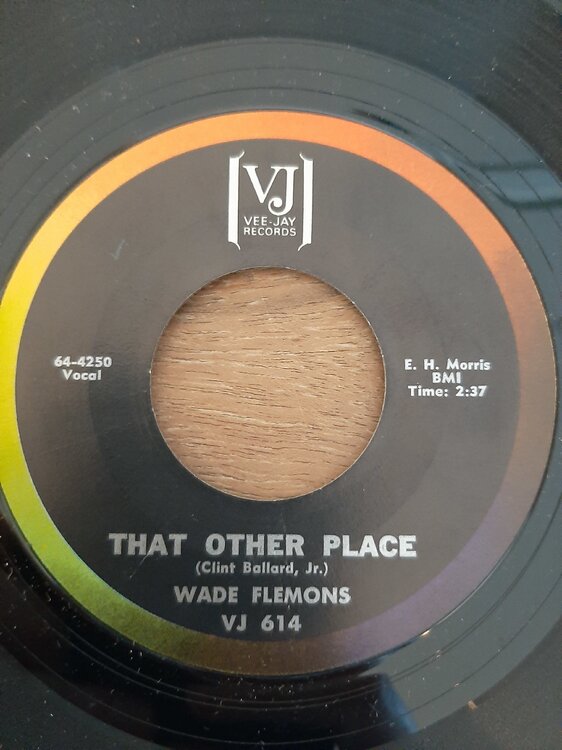 VJ
VEE-JAY
RECORDS
64-4250
Vocal
E. H. Morris
BMI
Time: 2:37
THAT OTHER PLACE
(Clint Ballard, Jr.)
WADE FLEMONS
VJ 614